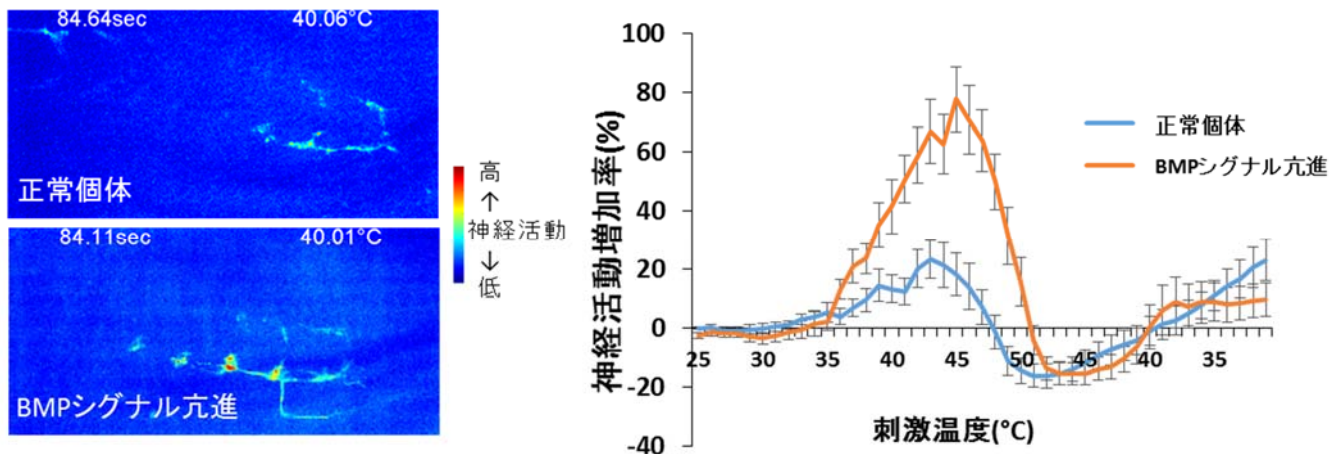 84.64sec 40.06°C
正常個体
84.11sec 40.01°C
BMPシグナル亢進
高
↑
神経活動
↓
低
神経活動増加率(%)
100
80
60
40
20
0
-20
-40
25 30 35 40 45 50 45 40 35
刺激温度(°C)
正常個体
BMPシグナル亢進